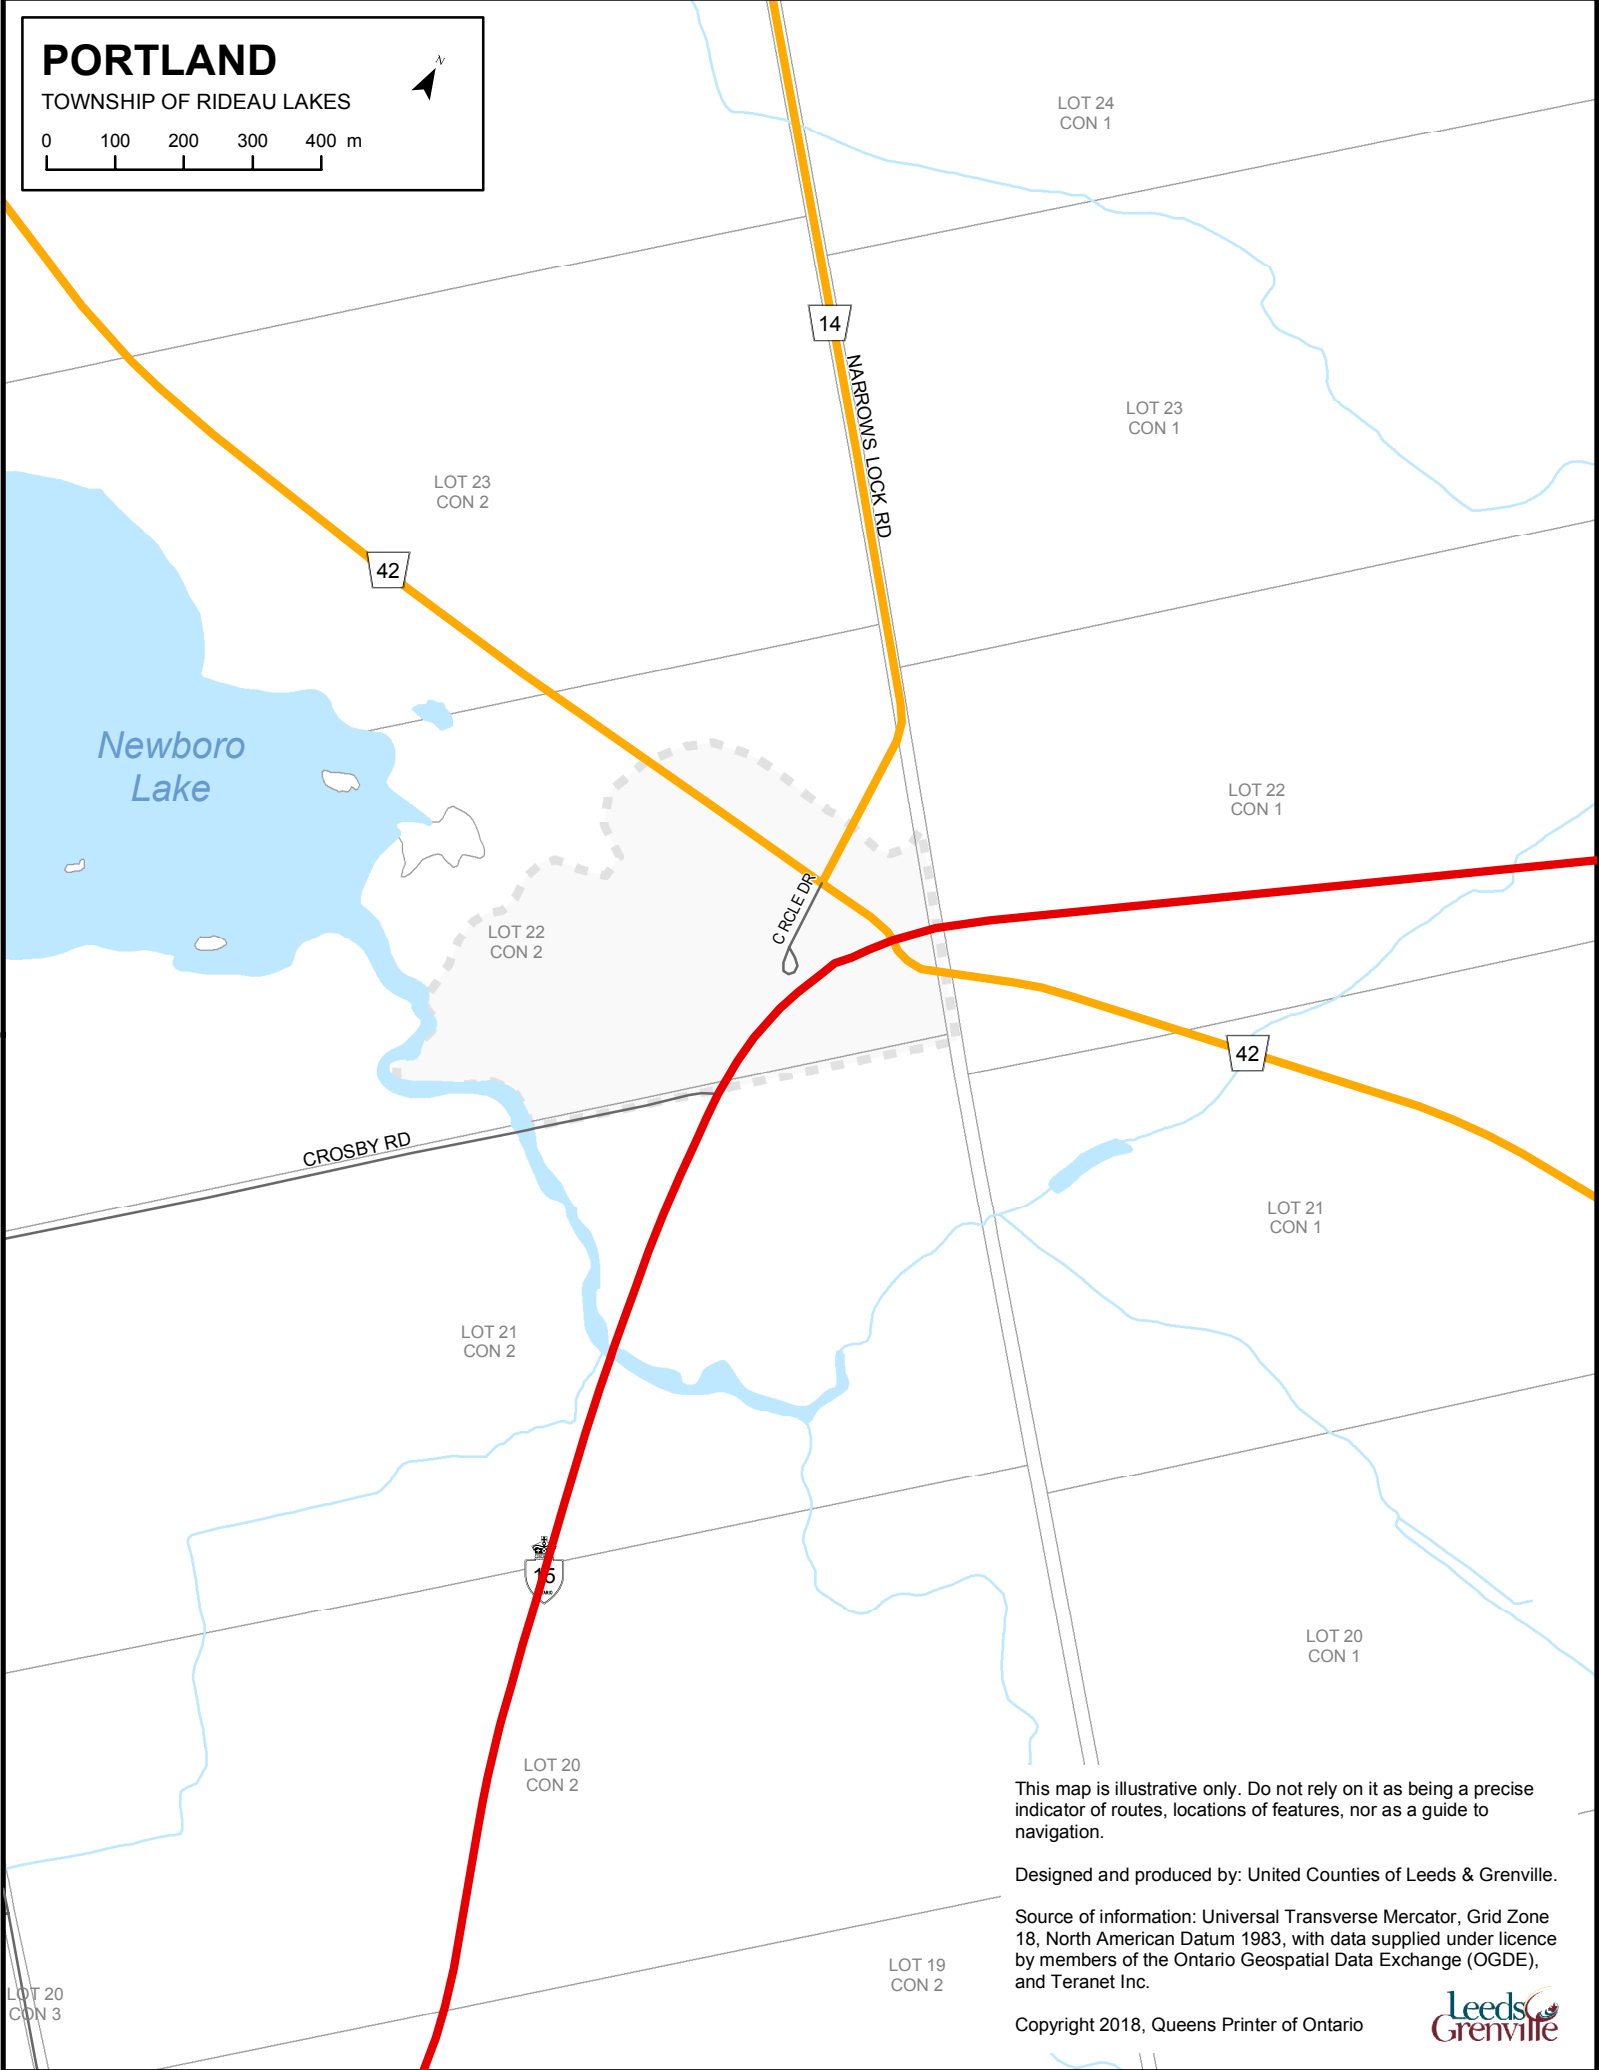 PORTLAND
TOWNSHIP OF RIDEAU LAKES
N
0 100 200 300 400 m
LOT 24
CON 1
14
NARROWS LOCK RD
LOT 23
CON 1
LOT 23
CON 2
42
Newboro
Lake
LOT 22
CON 1
C RCLE DR
LOT 22
CON 2
42
CROSBY RD
LOT 21
CON 1
LOT 21
CON 2
15
LOT 20
CON 1
LOT 20
CON 2
This map is illustrative only. Do not rely on it as being a precise
indicator of routes, locations of features, nor as a guide to
navigation.
Designed and produced by: United Counties of Leeds & Grenville.
Source of information: Universal Transverse Mercator, Grid Zone
18, North American Datum 1983, with data supplied under licence
by members of the Ontario Geospatial Data Exchange (OGDE),
and Teranet Inc.
Copyright 2018, Queens Printer of Ontario
LOT 19
CON 2
LOT 20
CON 3
Leeds
Grenville